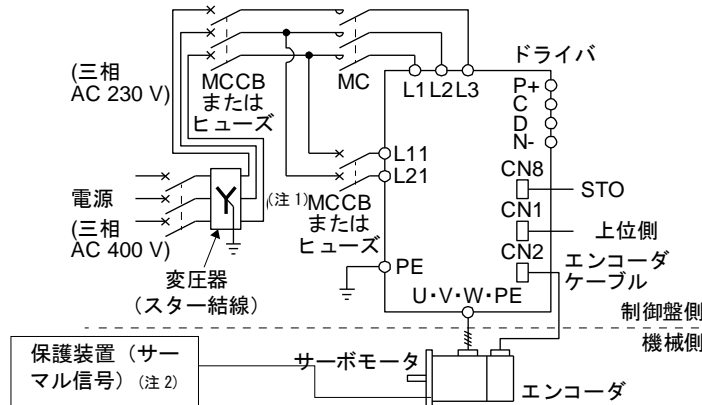 (三相
AC 230 V)
MCCB
または
ヒューズ
MC
L1 L2 L3
ドライバ
P+
C
D
N-
L11
L21
電源
(三相
AC 400 V)
(注 1)
MCCB
または
ヒューズ
変圧器
(スター結線)
PE
CN8
STO
CN1
上位側
CN2
エンコーダ
ケーブル
U・V・W・PE
制御盤側
機械側
保護装置(サー
マル信号)(注 2)
サーボモータ
エンコーダ